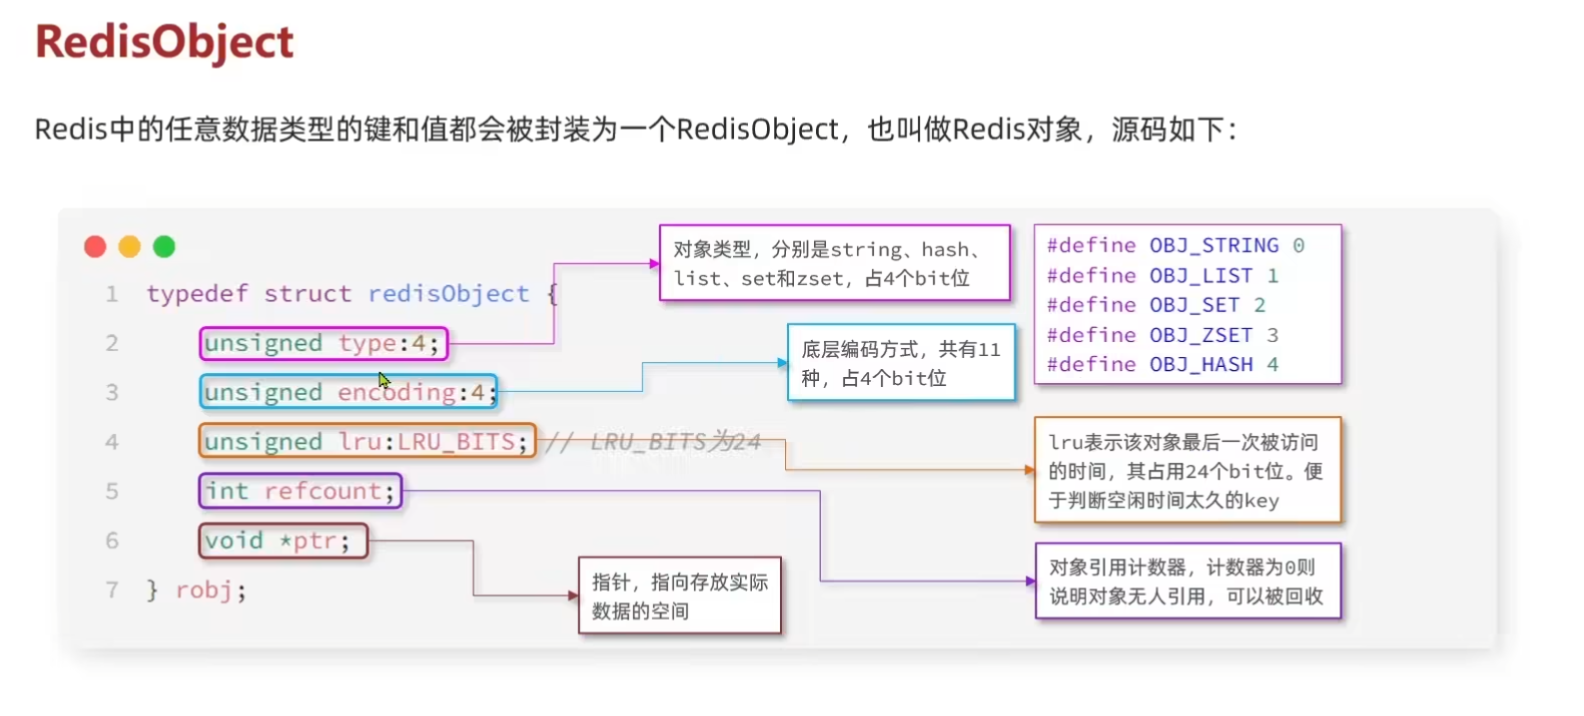 RedisObject
Redis中的任意数据类型的键和值都会被封装为一个RedisObject，也叫做Redis对象，源码如下：
1 typedef struct redisObject {
2 unsigned type:4;
3 unsigned encoding:4;
4 unsigned lru:LRU_BITS; // LRU_BITS为24
5 int refcount;
6 void *ptr;
7 } robj;
对象类型，分别是string、hash、
list、set和zset，占4个bit位
#define OBJ_STRING 0
#define OBJ_LIST 1
#define OBJ_SET 2
#define OBJ_ZSET 3
#define OBJ_HASH 4
底层编码方式，共有11
种，占4个bit位
lru表示该对象最后一次被访问
的时间，其占用24个bit位。便
于判断空闲时间太久的key
对象引用计数器，计数器为0则
说明对象无人引用，可以被回收
指针，指向存放实际
数据的空间